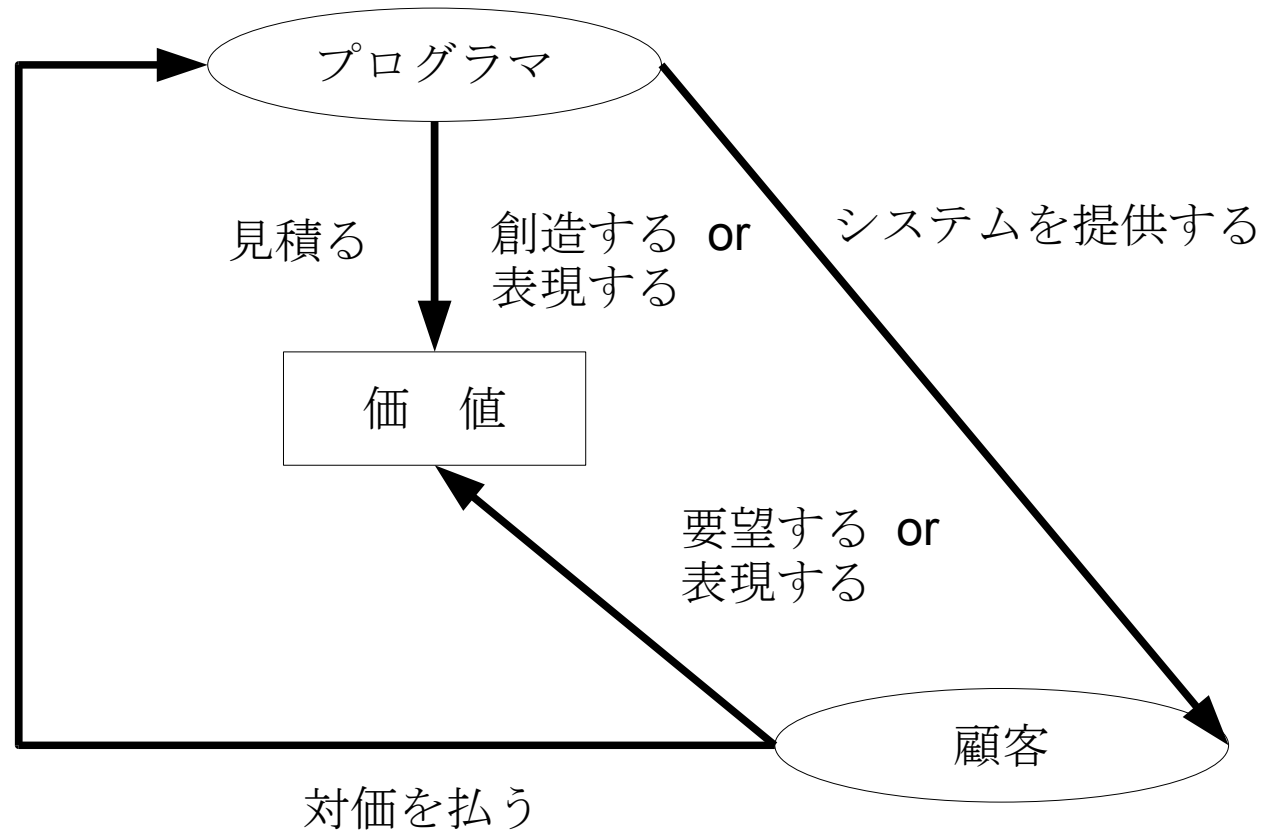 プログラマ
見積る
創造する or
表現する
システムを提供する
価　値
要望する or
表現する
顧客
対価を払う